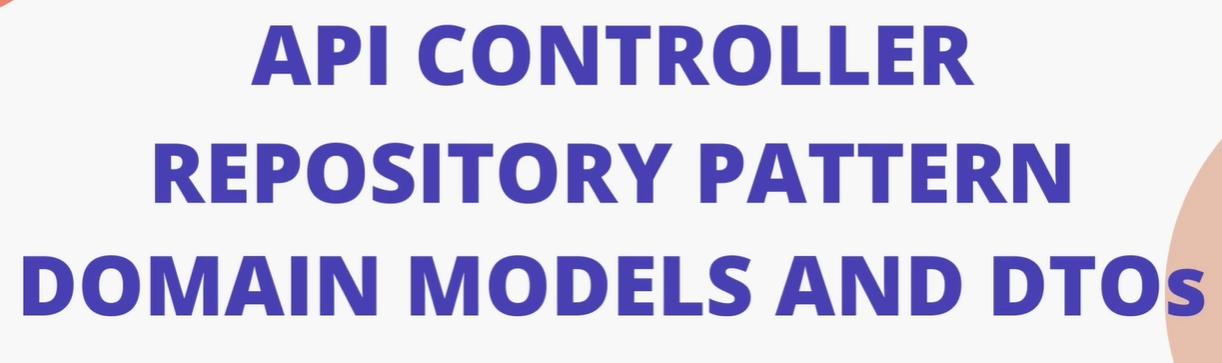 API CONTROLLER
REPOSITORY PATTERN
DOMAIN MODELS AND DTOs